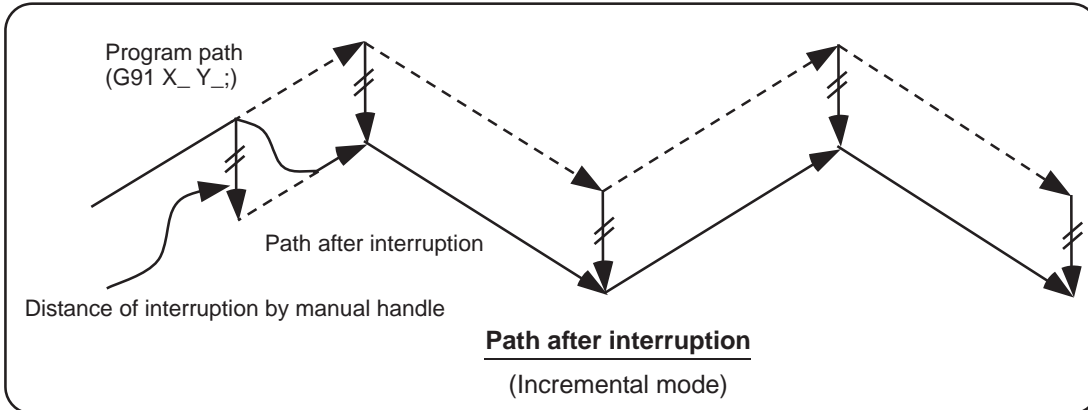 Program path
(G91 X_ Y_;)
Path after interruption
Distance of interruption by manual handle
Path after interruption
(Incremental mode)